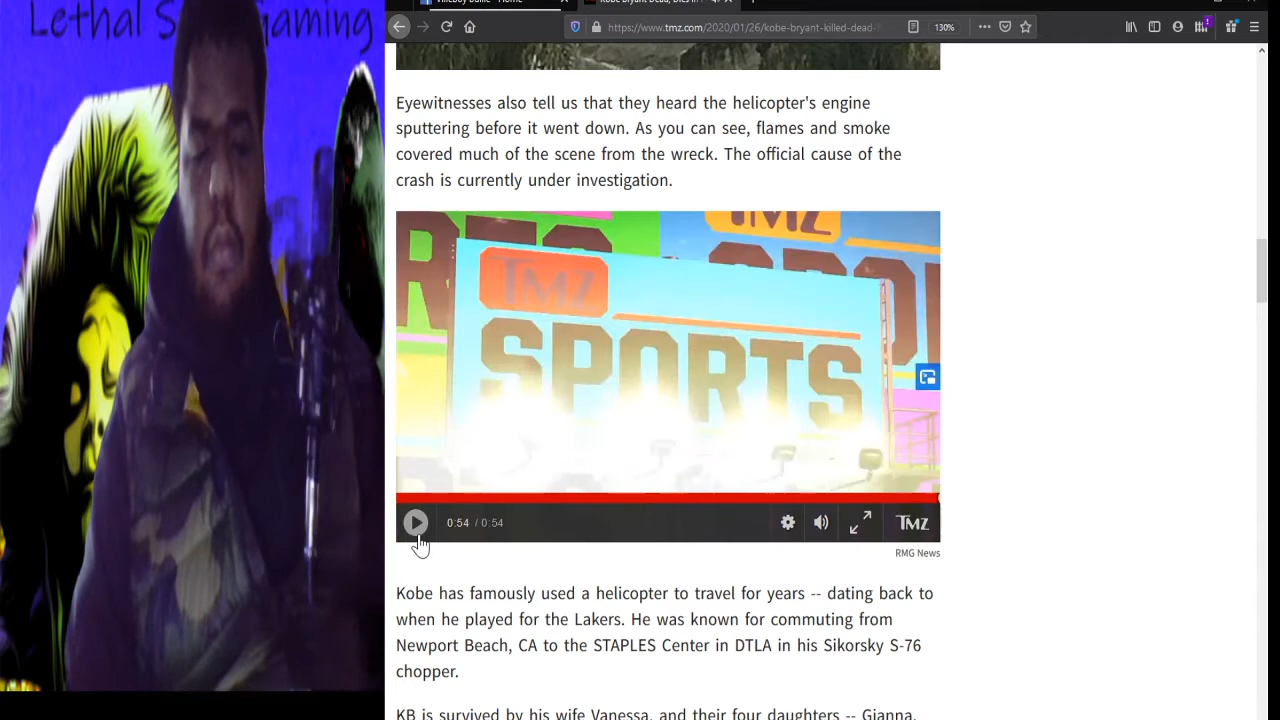 Lethal S Gaming
https://www.tmz.com/2020/01/26/kobe-bryant-killed-dead-
130%
Eyewitnesses also tell us that they heard the helicopter's engine
sputtering before it went down. As you can see, flames and smoke
covered much of the scene from the wreck. The official cause of the
crash is currently under investigation.
TMZ
TMZ
SPORTS
0:54 / 0:54
TMZ
RMG News
Kobe has famously used a helicopter to travel for years -- dating back to
when he played for the Lakers. He was known for commuting from
Newport Beach, CA to the STAPLES Center in DTLA in his Sikorsky S-76
chopper.
KB is survived by his wife Vanessa, and their four daughters -- Gianna,